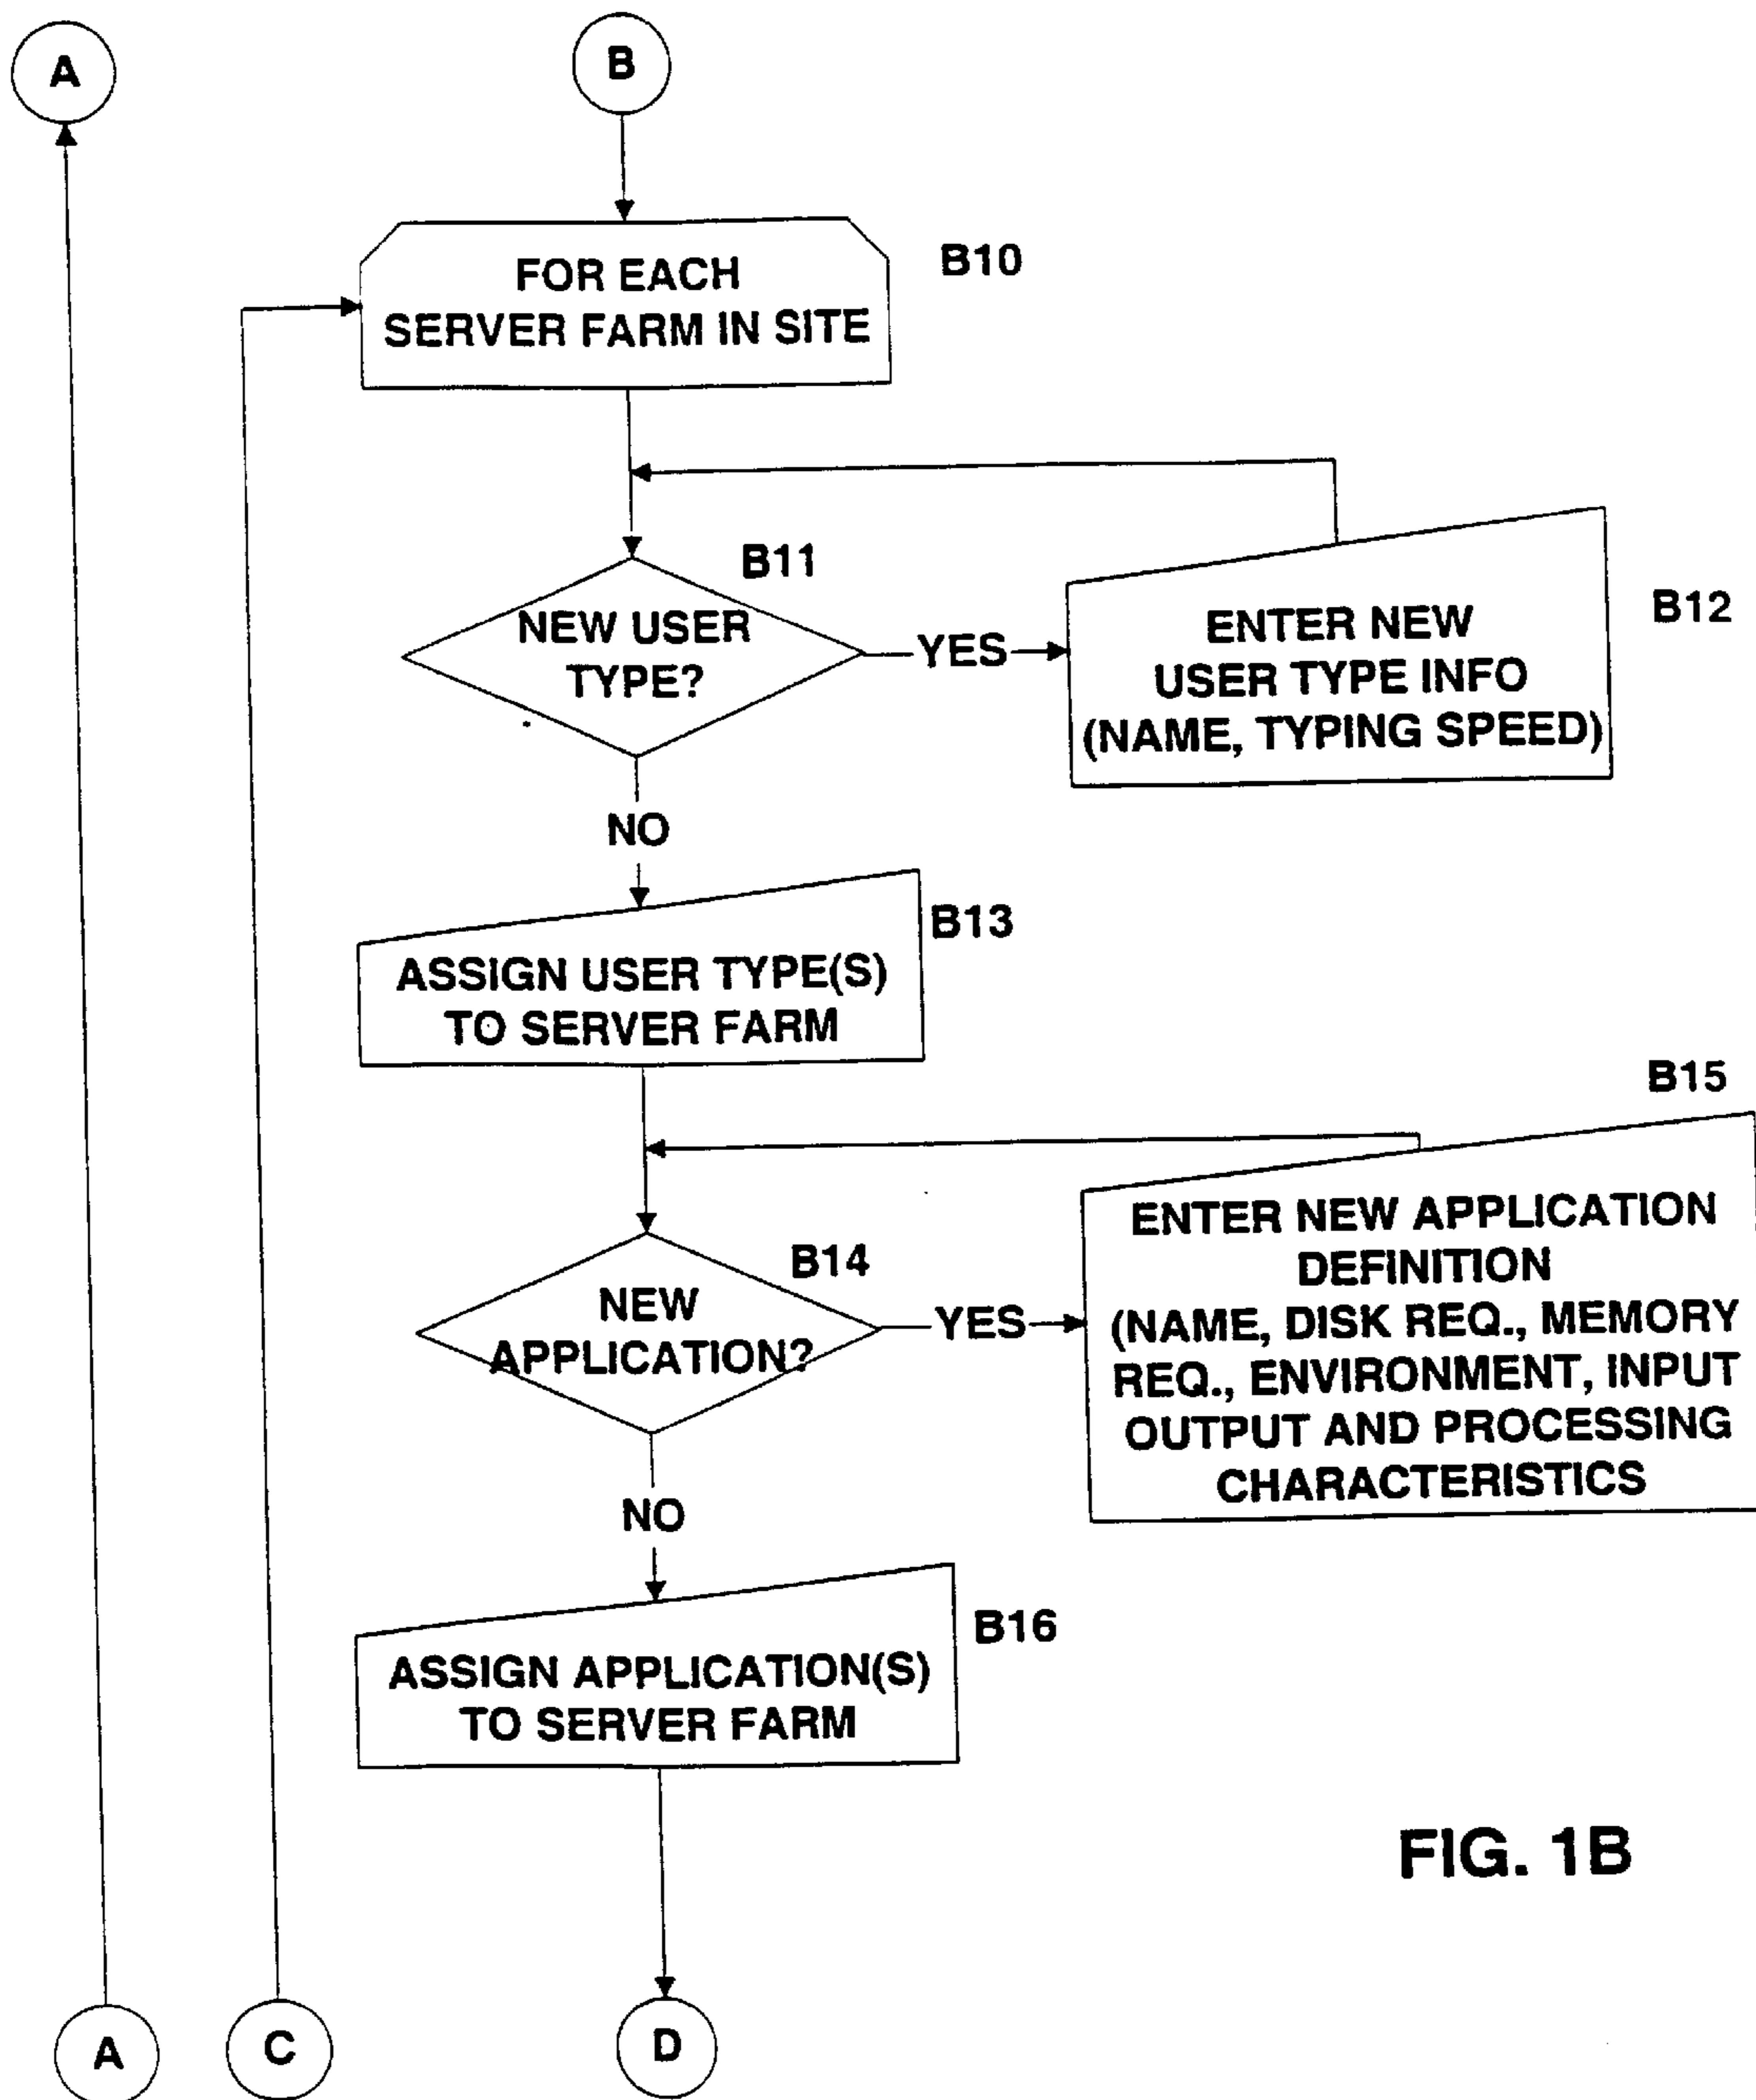 A
B
FOR EACH
SERVER FARM IN SITE
B10
B11
NEW USER
TYPE?
YES
ENTER NEW
USER TYPE INFO
(NAME, TYPING SPEED)
B12
NO
ASSIGN USER TYPE(S)
TO SERVER FARM
B13
B14
NEW
APPLICATION?
YES
B15
ENTER NEW APPLICATION
DEFINITION
(NAME, DISK REQ., MEMORY
REQ., ENVIRONMENT, INPUT
OUTPUT AND PROCESSING
CHARACTERISTICS
NO
ASSIGN APPLICATION(S)
TO SERVER FARM
B16
FIG. 1B
A
C
D